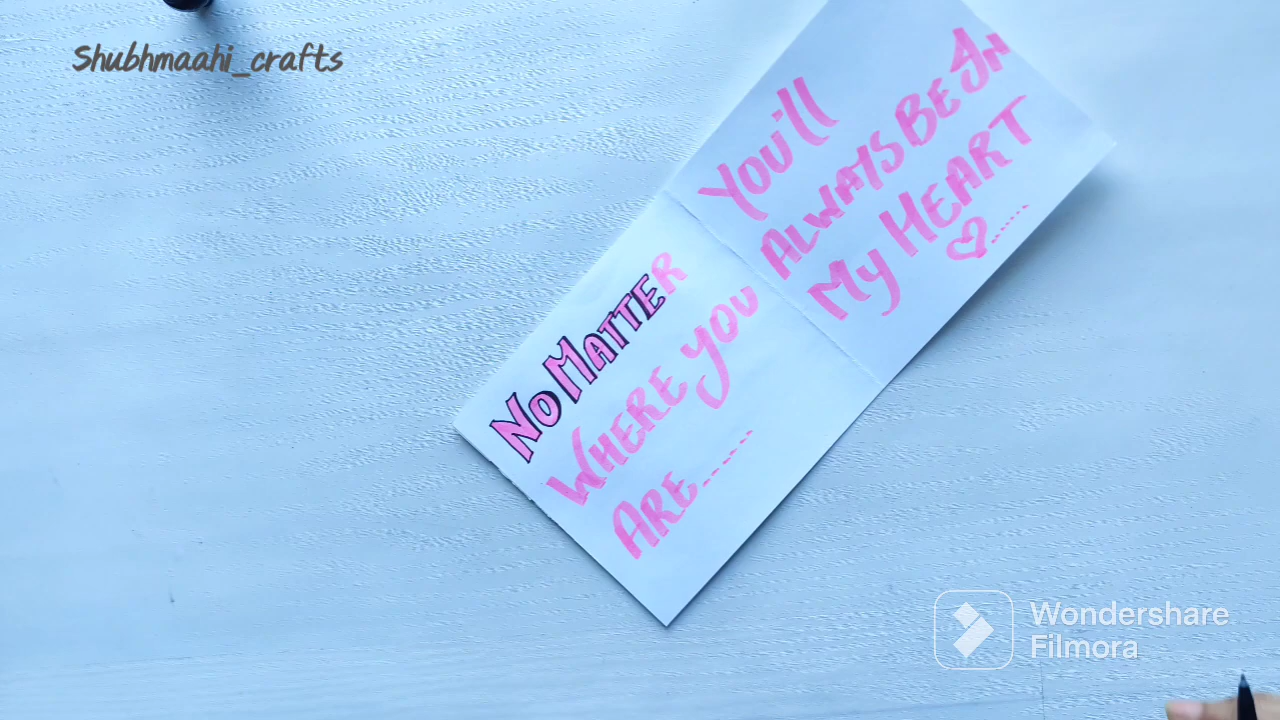 Shubhmaahi_crafts
No MATTER
WHERE YOU
ARE......
You'll
ALWAYS BE IN
My HEART
♡......
Wondershare
Filmora